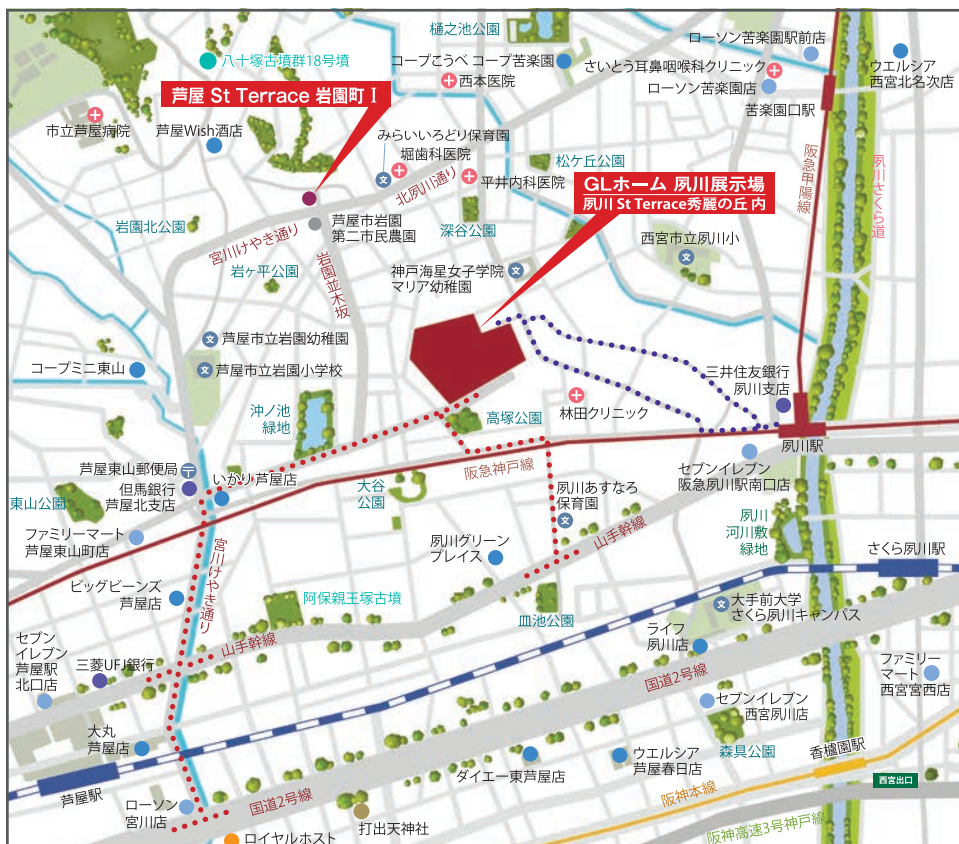 樋之池公園
ローソン苦楽園駅前店
八十塚古墳群18号墳
コープこうべ コープ苦楽園
さいとう耳鼻咽喉科クリニック
ウエルシア
西宮北名次店
西本医院
ローソン苦楽園店
芦屋 St Terrace 岩園町 I
苦楽園口駅
市立芦屋病院
芦屋Wish酒店
みらいいろどり保育園
堀歯科医院
松ケ丘公園
阪急甲陽線
夙川さくら道
北夙川通り
平井内科医院
GLホーム 夙川展示場
夙川 St Terrace秀麗の丘 内
岩園北公園
宮川けやき通り
芦屋市岩園
第二市民農園
深谷公園
西宮市立夙川小
岩ヶ平公園
岩園並木坂
神戸海星女子学院
マリア幼稚園
芦屋市立岩園幼稚園
コープミニ東山
芦屋市立岩園小学校
三井住友銀行
夙川支店
沖ノ池
緑地
高塚公園
林田クリニック
夙川駅
芦屋東山郵便局
いかり芦屋店
阪急神戸線
セブンイレブン
阪急夙川駅南口店
東山公園
但馬銀行
芦屋北支店
大谷
公園
夙川あすなろ
保育園
夙川
河川敷
緑地
ファミリーマート
芦屋東山町店
宮川けやき通り
夙川グリーン
プレイス
山手幹線
さくら夙川駅
ビッグビーンズ
芦屋店
阿保親王塚古墳
皿池公園
大手前大学
さくら夙川キャンパス
セブン
イレブン
芦屋駅
北口店
三菱UFJ銀行
山手幹線
ライフ
夙川店
国道2号線
ファミリー
マート
西宮宮西店
セブンイレブン
西宮夙川店
大丸
芦屋店
森具公園
香櫨園駅
芦屋駅
ダイエー東芦屋店
ウエルシア
芦屋春日店
西宮出口
ローソン
宮川店
国道2号線
阪神本線
打出天神社
阪神高速3号神戸線
ロイヤルホスト